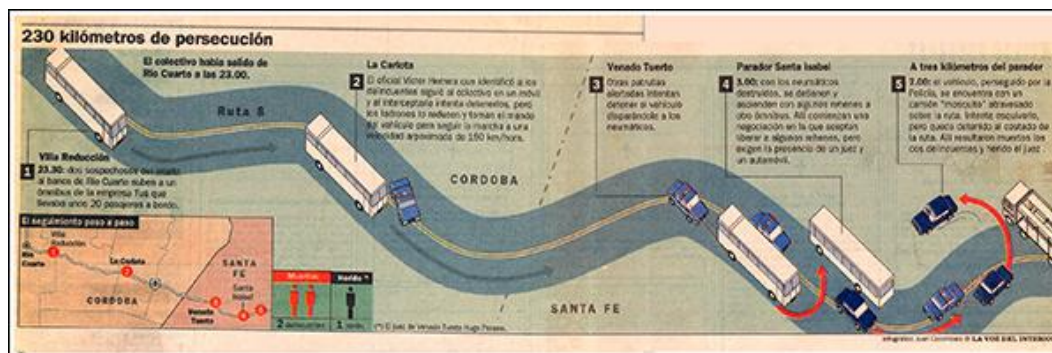 230 kilómetros de persecución
El colectivo había salido de
Río Cuarto a las 23.00.
Ruta 8
1
Villa Reducción
23.30: dos sospechosos del asalto
al banco de Río Cuarto suben a un
ómnibus de la empresa Tus que
llevaba unos 20 pasajeros a bordo.
2
La Carlota
El oficial Víctor Herrera que identificó a los
delincuentes siguió al colectivo en un móvil
y al interceptarlo intenta detenerlos, pero
los ladrones lo reducen y toman el mando
del vehículo para seguir la marcha a una
velocidad aproximada de 150 km/hora.
CORDOBA
3
Venado Tuerto
Otras patrullas
alertadas intentan
detener el vehículo
disparándole a los
neumáticos.
4
Parador Santa Isabel
3.00: con los neumáticos
destruidos, se detienen y
ascienden con algunos rehenes a
otro ómnibus. Allí comienzan una
negociación en la que aceptan
liberar a algunos rehenes, pero
exigen la presencia de un juez y
un automóvil.
5
A tres kilómetros del parador
7.00: el vehículo, perseguido por la
Policía, se encuentra con un
camión "mosquito" atravesado
sobre la ruta. Intenta esquivarlo,
pero queda detenido al costado de
la ruta. Allí resultaron muertos los
dos delincuentes y herido el juez.
SANTA FE
El seguimiento paso a paso
Villa
Reducción
Río
Cuarto
1
La Carlota
2
CORDOBA
SANTA
FE
Santa
Isabel
Venado
Tuerto
3
4
5
Muertos
2 delincuentes
Herido *
1
(*) El juez de Venado Tuerto Hugo
Infografía: Juan Colombato © LA VOZ DEL INTERIOR